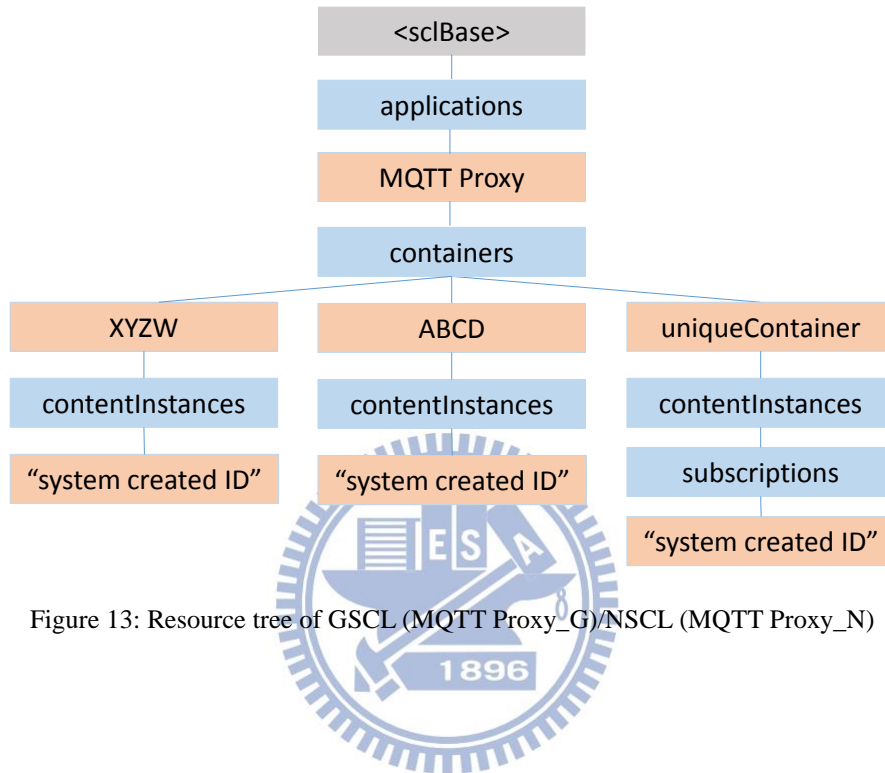 <sclBase>
applications
MQTT Proxy
containers
XYZW
ABCD
uniqueContainer
contentInstances
contentInstances
contentInstances
“system created ID”
“system created ID”
subscriptions
“system created ID”
E S A
Figure 13: Resource tree of GSCL (MQTT Proxy_G)/NSCL (MQTT Proxy_N)
1896